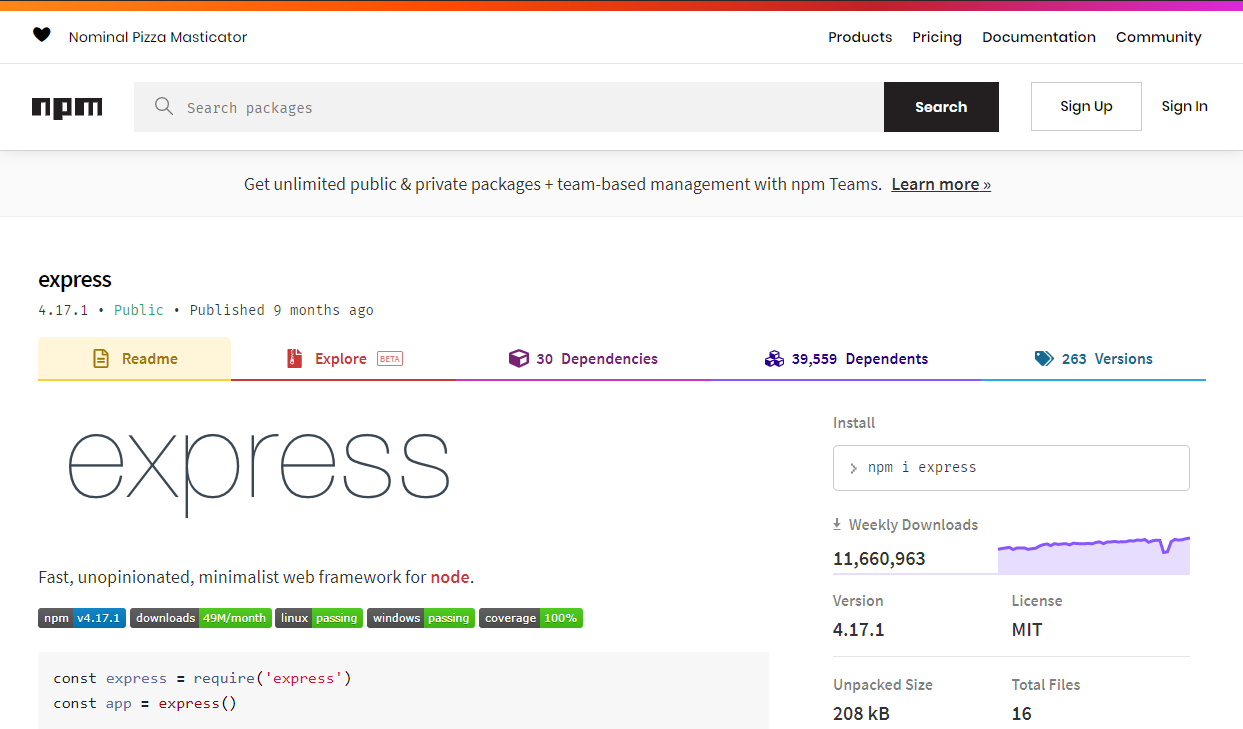 Nominal Pizza Masticator
Products Pricing Documentation Community
npm Search packages Search Sign Up Sign In
Get unlimited public & private packages + team-based management with npm Teams. Learn more »
express
4.17.1 • Public • Published 9 months ago
Readme Explore BETA 30 Dependencies 39,559 Dependents 263 Versions
express
Fast, unopinionated, minimalist web framework for node.
npm v4.17.1 downloads 49M/month linux passing windows passing coverage 100%
const express = require('express')
const app = express()
Install
> npm i express
Weekly Downloads
11,660,963
Version License
4.17.1 MIT
Unpacked Size Total Files
208 kB 16